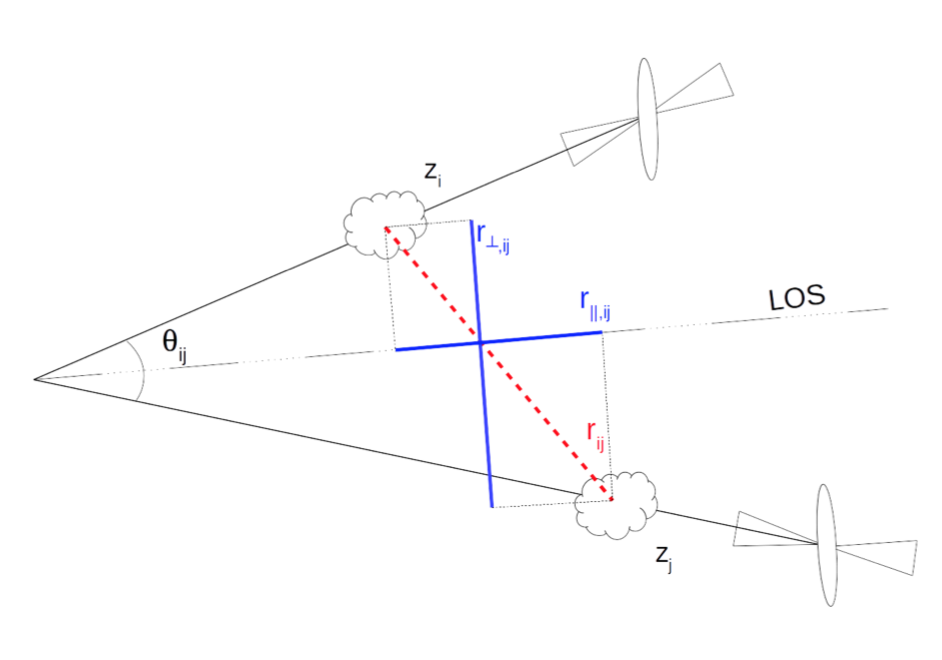 z_i
r_⊥,ij
r_||,ij
LOS
θ_ij
r_ij
z_j